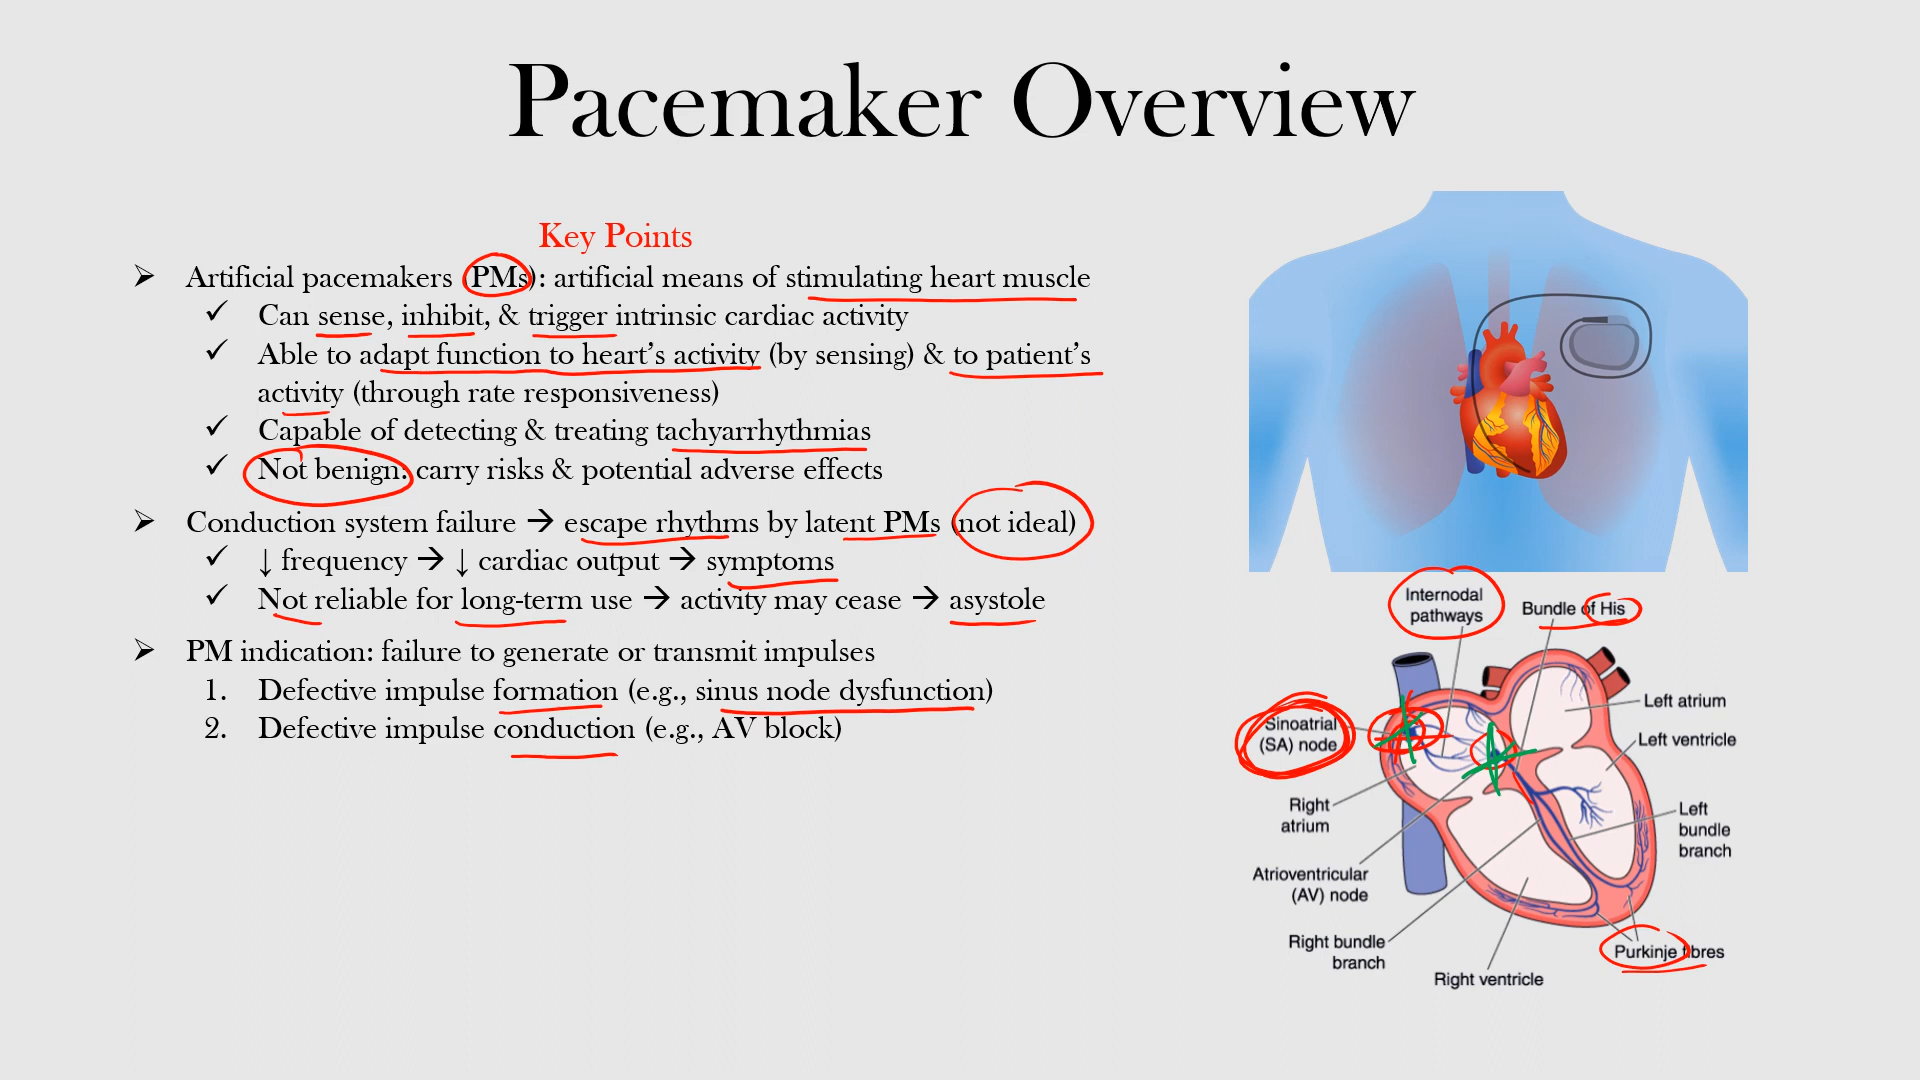 Pacemaker Overview
Key Points
➢ Artificial pacemakers (PMs): artificial means of stimulating heart muscle
✓ Can sense, inhibit, & trigger intrinsic cardiac activity
✓ Able to adapt function to heart’s activity (by sensing) & to patient’s
activity (through rate responsiveness)
✓ Capable of detecting & treating tachyarrhythmias
✓ Not benign: carry risks & potential adverse effects
➢ Conduction system failure → escape rhythms by latent PMs (not ideal)
✓ ↓ frequency → ↓ cardiac output → symptoms
✓ Not reliable for long-term use → activity may cease → asystole
➢ PM indication: failure to generate or transmit impulses
1. Defective impulse formation (e.g., sinus node dysfunction)
2. Defective impulse conduction (e.g., AV block)
Internodal
pathways
Bundle of His
Left atrium
Sinoatrial
(SA) node
Left ventricle
Right
atrium
Left
bundle
branch
Atrioventricular
(AV) node
Right bundle
branch
Purkinje fibres
Right ventricle